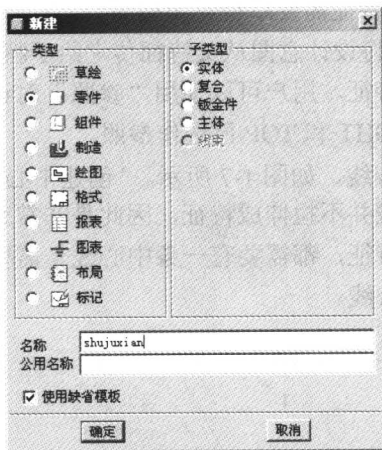 新建
类型
草绘
零件
组件
制造
绘图
格式
报表
图表
布局
标记
子类型
实体
复合
钣金件
主体
线束
名称
shujuxian
公用名称
使用缺省模板
确定
取消